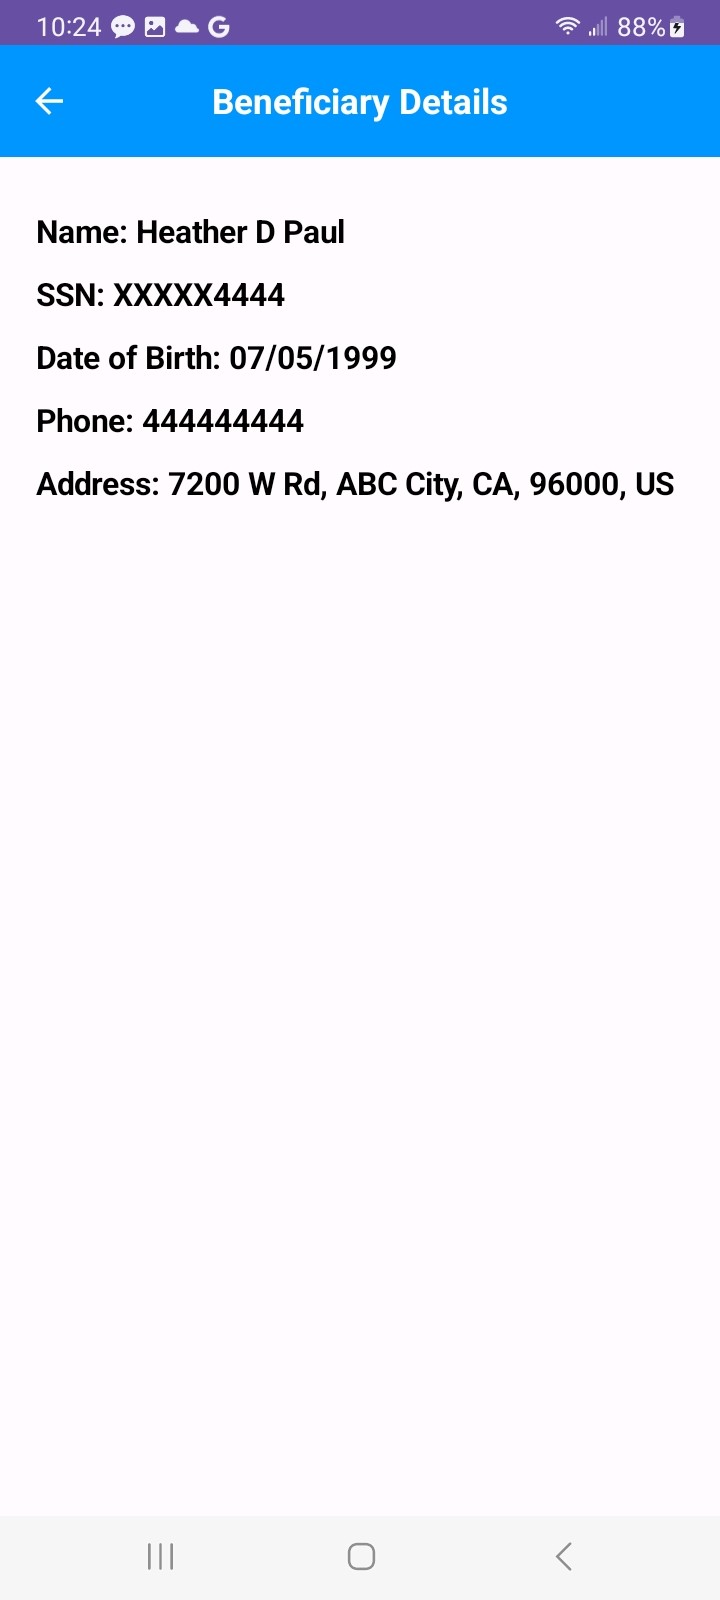 10:24 88%
Beneficiary Details
Name: Heather D Paul
SSN: XXXXX4444
Date of Birth: 07/05/1999
Phone: 444444444
Address: 7200 W Rd, ABC City, CA, 96000, US